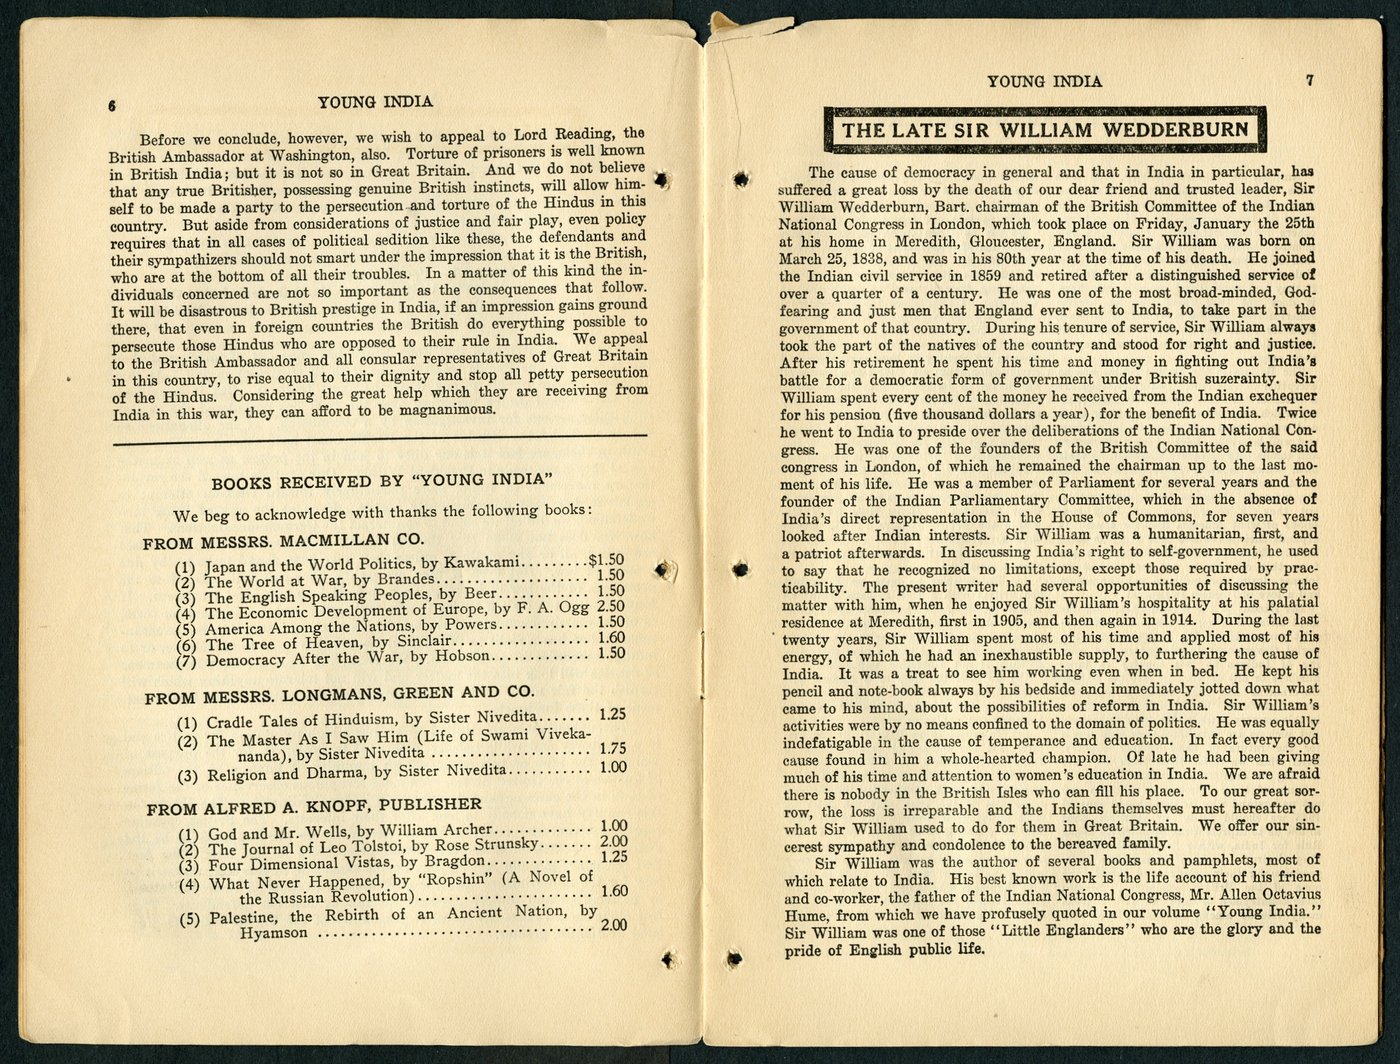 6
YOUNG INDIA
Before we conclude, however, we wish to appeal to Lord Reading, the
British Ambassador at Washington, also. Torture of prisoners is well known
in British India; but it is not so in Great Britain. And we do not believe
that any true Britisher, possessing genuine British instincts, will allow him-
self to be made a party to the persecution and torture of the Hindus in this
country. But aside from considerations of justice and fair play, even policy
requires that in all cases of political sedition like these, the defendants and
their sympathizers should not smart under the impression that it is the British,
who are at the bottom of all their troubles. In a matter of this kind the in-
dividuals concerned are not so important as the consequences that follow.
It will be disastrous to British prestige in India, if an impression gains ground
there, that even in foreign countries the British do everything possible to
persecute those Hindus who are opposed to their rule in India. We appeal
to the British Ambassador and all consular representatives of Great Britain
in this country, to rise equal to their dignity and stop all petty persecution
of the Hindus. Considering the great help which they are receiving from
India in this war, they can afford to be magnanimous.
BOOKS RECEIVED BY "YOUNG INDIA"
We beg to acknowledge with thanks the following books:
FROM MESSRS. MACMILLAN CO.
(1) Japan and the World Politics, by Kawakami.........$1.50
(2) The World at War, by Brandes.................... 1.50
(3) The English Speaking Peoples, by Beer............ 1.50
(4) The Economic Development of Europe, by F. A. Ogg 2.50
(5) America Among the Nations, by Powers............ 1.50
(6) The Tree of Heaven, by Sinclair.................. 1.60
(7) Democracy After the War, by Hobson............. 1.50
FROM MESSRS. LONGMANS, GREEN AND CO.
(1) Cradle Tales of Hinduism, by Sister Nivedita....... 1.25
(2) The Master As I Saw Him (Life of Swami Viveka-
nanda), by Sister Nivedita ..................... 1.75
(3) Religion and Dharma, by Sister Nivedita........... 1.00
FROM ALFRED A. KNOPF, PUBLISHER
(1) God and Mr. Wells, by William Archer............. 1.00
(2) The Journal of Leo Tolstoi, by Rose Strunsky....... 2.00
(3) Four Dimensional Vistas, by Bragdon.............. 1.25
(4) What Never Happened, by "Ropshin" (A Novel of
the Russian Revolution)....................... 1.60
(5) Palestine, the Rebirth of an Ancient Nation, by
Hyamson .................................... 2.00
YOUNG INDIA
7
THE LATE SIR WILLIAM WEDDERBURN
The cause of democracy in general and that in India in particular, has
suffered a great loss by the death of our dear friend and trusted leader, Sir
William Wedderburn, Bart. chairman of the British Committee of the Indian
National Congress in London, which took place on Friday, January the 25th
at his home in Meredith, Gloucester, England. Sir William was born on
March 25, 1838, and was in his 80th year at the time of his death. He joined
the Indian civil service in 1859 and retired after a distinguished service of
over a quarter of a century. He was one of the most broad-minded, God-
fearing and just men that England ever sent to India, to take part in the
government of that country. During his tenure of service, Sir William always
took the part of the natives of the country and stood for right and justice.
After his retirement he spent his time and money in fighting out India's
battle for a democratic form of government under British suzerainty. Sir
William spent every cent of the money he received from the Indian exchequer
for his pension (five thousand dollars a year), for the benefit of India. Twice
he went to India to preside over the deliberations of the Indian National Con-
gress. He was one of the founders of the British Committee of the said
congress in London, of which he remained the chairman up to the last mo-
ment of his life. He was a member of Parliament for several years and the
founder of the Indian Parliamentary Committee, which in the absence of
India's direct representation in the House of Commons, for seven years
looked after Indian interests. Sir William was a humanitarian, first, and
a patriot afterwards. In discussing India's right to self-government, he used
to say that he recognized no limitations, except those required by prac-
ticability. The present writer had several opportunities of discussing the
matter with him, when he enjoyed Sir William's hospitality at his palatial
residence at Meredith, first in 1905, and then again in 1914. During the last
twenty years, Sir William spent most of his time and applied most of his
energy, of which he had an inexhaustible supply, to furthering the cause of
India. It was a treat to see him working even when in bed. He kept his
pencil and note-book always by his bedside and immediately jotted down what
came to his mind, about the possibilities of reform in India. Sir William's
activities were by no means confined to the domain of politics. He was equally
indefatigable in the cause of temperance and education. In fact every good
cause found in him a whole-hearted champion. Of late he had been giving
much of his time and attention to women's education in India. We are afraid
there is nobody in the British Isles who can fill his place. To our great sor-
row, the loss is irreparable and the Indians themselves must hereafter do
what Sir William used to do for them in Great Britain. We offer our sin-
cerest sympathy and condolence to the bereaved family.
Sir William was the author of several books and pamphlets, most of
which relate to India. His best known work is the life account of his friend
and co-worker, the father of the Indian National Congress, Mr. Allen Octavius
Hume, from which we have profusely quoted in our volume "Young India."
Sir William was one of those "Little Englanders" who are the glory and the
pride of English public life.